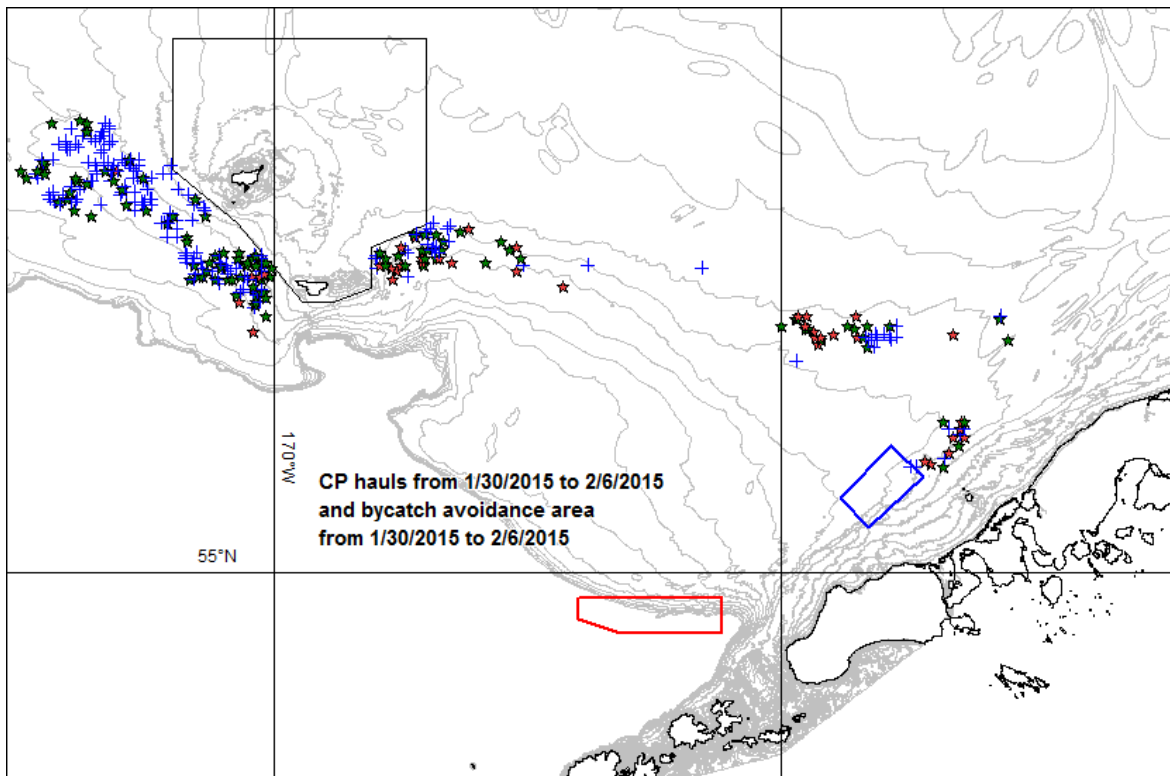 170°W
CP hauls from 1/30/2015 to 2/6/2015
and bycatch avoidance area
from 1/30/2015 to 2/6/2015
55°N